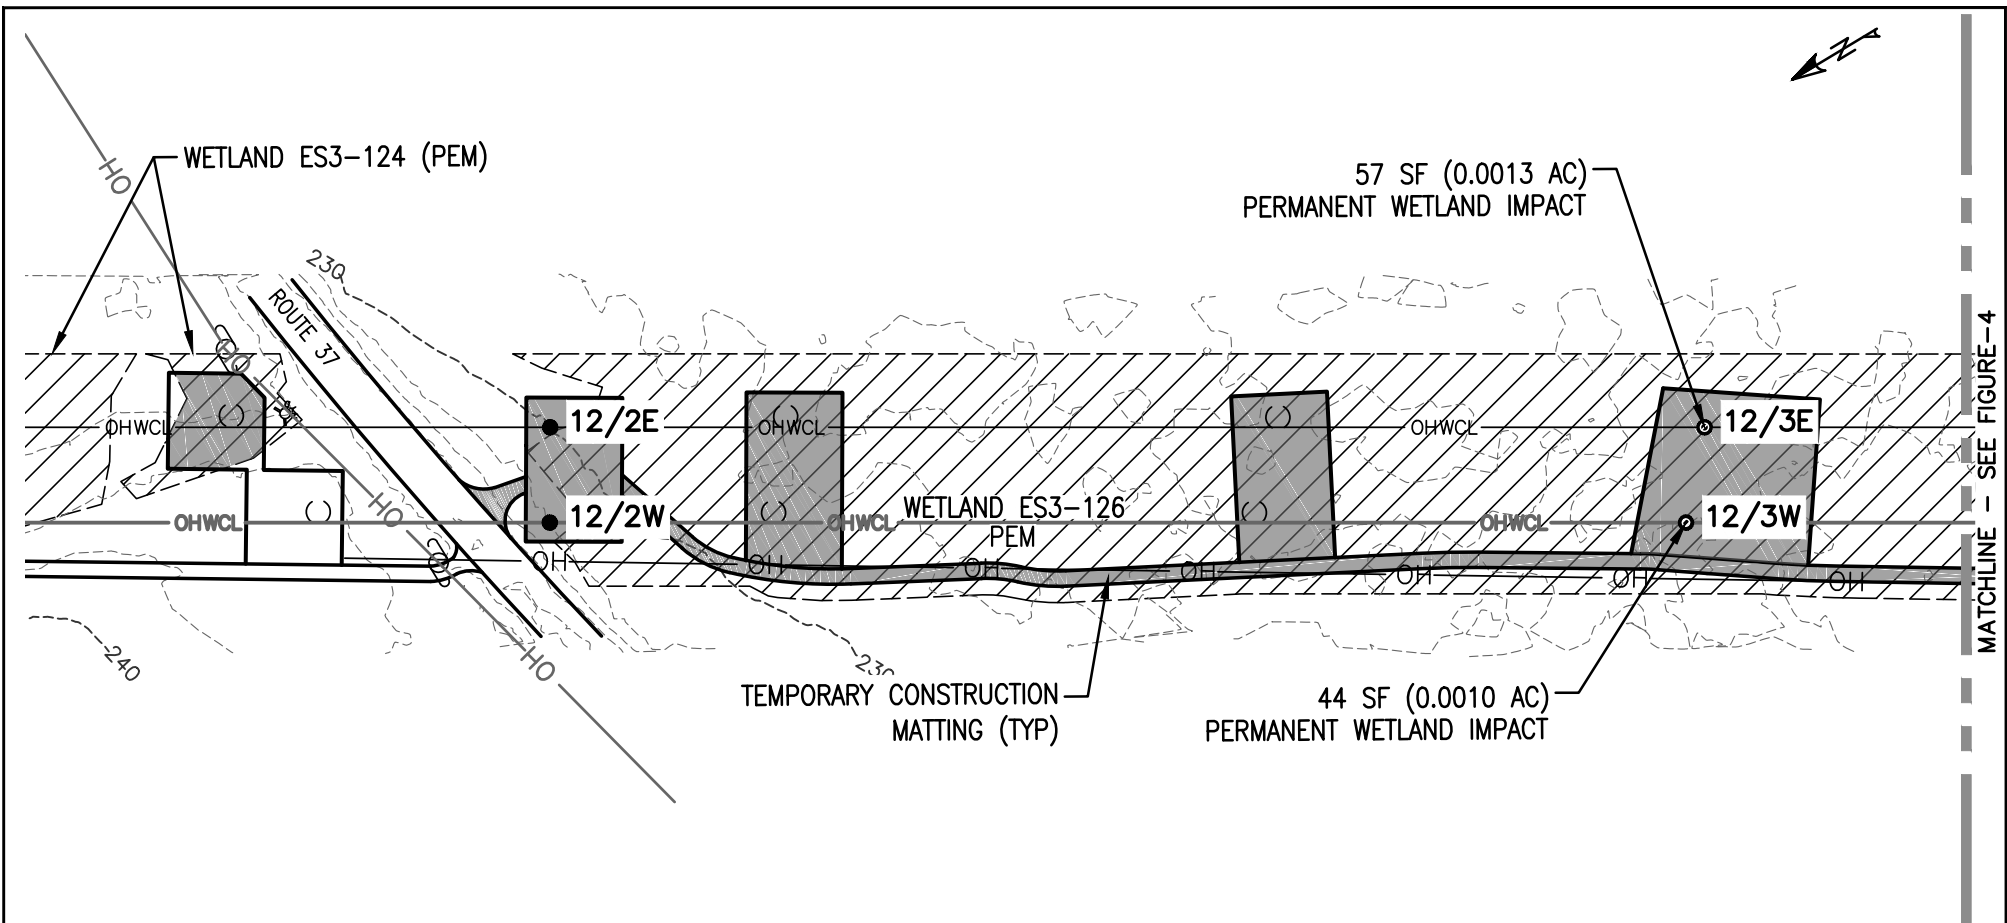 N
HO
WETLAND ES3-124 (PEM)
57 SF (0.0013 AC)
PERMANENT WETLAND IMPACT
230
ROUTE 37
HO
OHWCL
12/2E
OHWCL
OHWCL
12/3E
OHWCL
HO
12/2W
OHWCL
WETLAND ES3-126
PEM
OHWCL
12/3W
OH
OH
OH
OH
OH
OH
OH
240
HO
230
TEMPORARY CONSTRUCTION
MATTING (TYP)
44 SF (0.0010 AC)
PERMANENT WETLAND IMPACT
MATCHLINE - SEE FIGURE-4